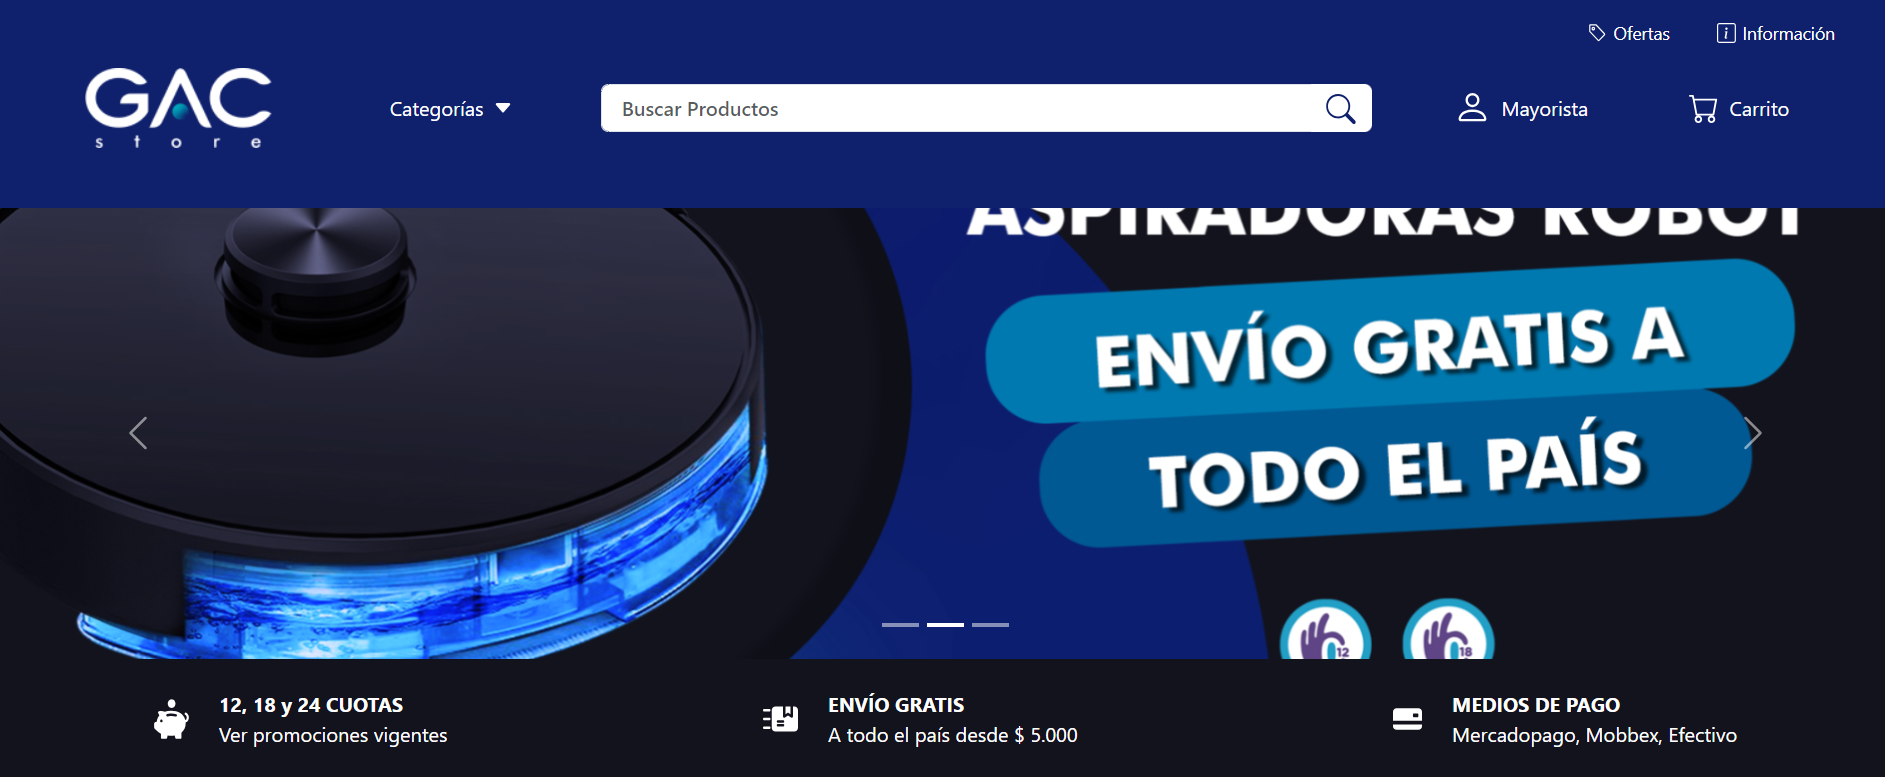 Ofertas
Información
GAC
store
Categorías
Buscar Productos
Mayorista
Carrito
ASPIRADORAS ROBOT
ENVÍO GRATIS A
TODO EL PAÍS
12
18
12, 18 y 24 CUOTAS
Ver promociones vigentes
ENVÍO GRATIS
A todo el país desde $ 5.000
MEDIOS DE PAGO
Mercadopago, Mobbex, Efectivo